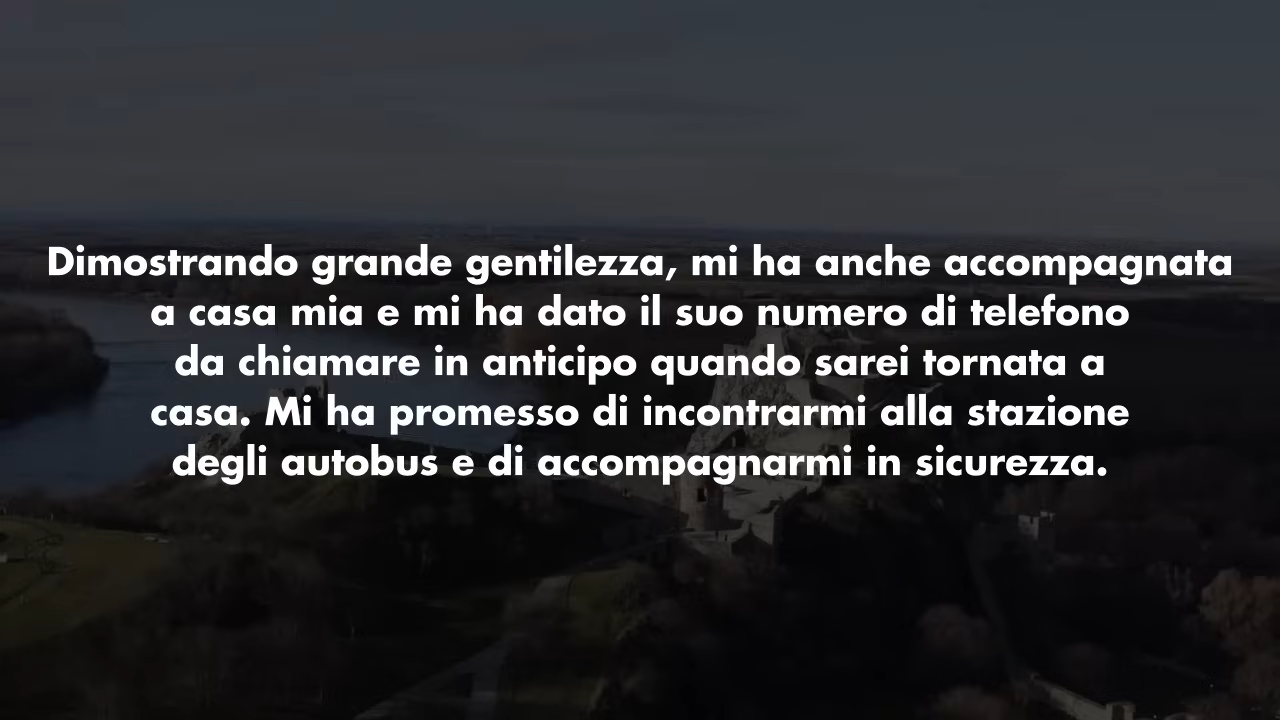 Dimostrando grande gentilezza, mi ha anche accompagnata
a casa mia e mi ha dato il suo numero di telefono
da chiamare in anticipo quando sarei tornata a
casa. Mi ha promesso di incontrarmi alla stazione
degli autobus e di accompagnarmi in sicurezza.